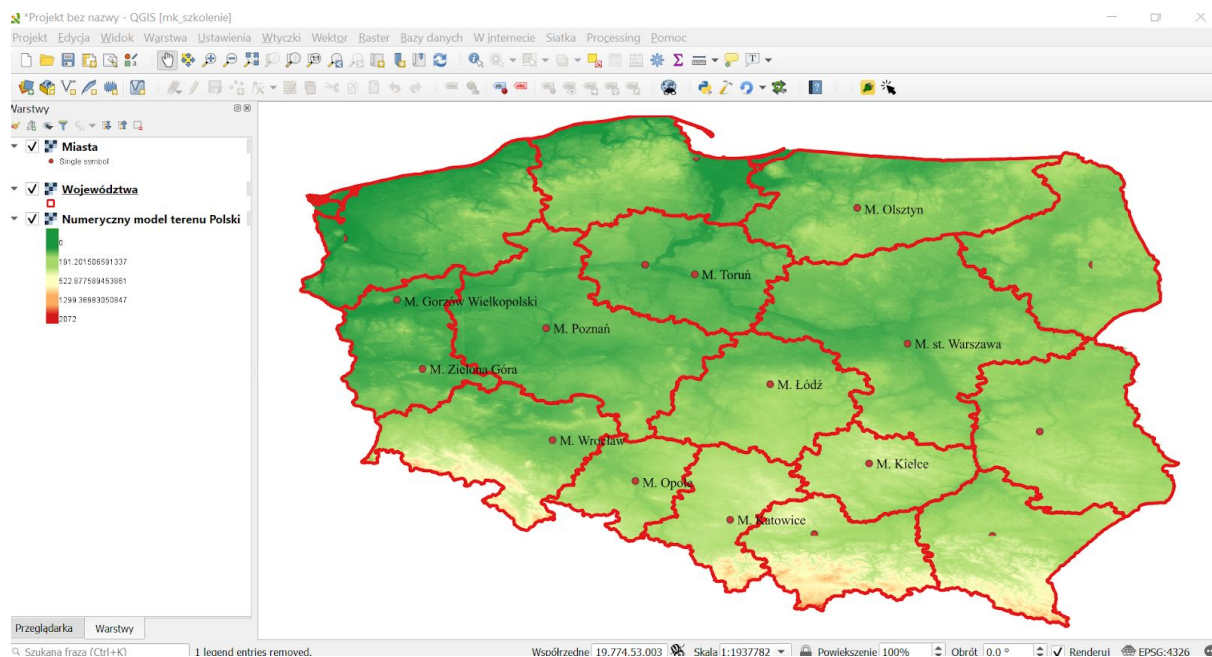 *Projekt bez nazwy - QGIS [mk_szkolenie]
Projekt Edycja Widok Warstwa Ustawienia Wtyczki Wektor Raster Bazy danych W internecie Siatka Processing Pomoc
Warstwy
Miasta
Single symbol
Województwa
Numeryczny model terenu Polski
0
191.201506591337
522.877589453861
1299.38983050847
2072
M. Olsztyn
M. Toruń
M. Gorzów Wielkopolski
M. Poznań
M. st. Warszawa
M. Zielona Góra
M. Łódź
M. Wrocław
M. Kielce
M. Opole
M. Katowice
Przeglądarka Warstwy
Szukana fraza (Ctrl+K) 1 legend entries removed. Współrzędne 19.774,53.003 Skala 1:1937782 Powiększenie 100% Obrót 0,0 ° Renderuj EPSG:4326